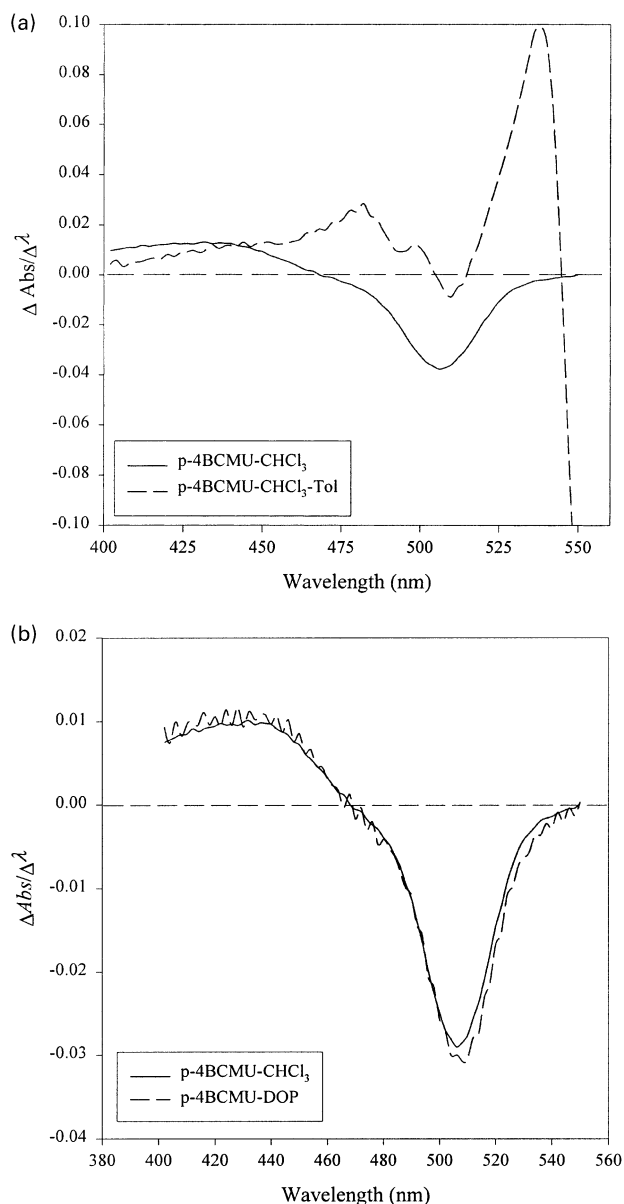 (a)
0.10
0.08
0.06
0.04
0.02
0.00
-0.02
-0.04
-0.06
-0.08
-0.10
Δ Abs/Δλ
p-4BCMU-CHCl₃
p-4BCMU-CHCl₃-Tol
400 425 450 475 500 525 550
Wavelength (nm)
(b)
0.02
0.01
0.00
-0.01
-0.02
-0.03
-0.04
ΔAbs/Δλ
p-4BCMU-CHCl₃
p-4BCMU-DOP
380 400 420 440 460 480 500 520 540 560
Wavelength (nm)